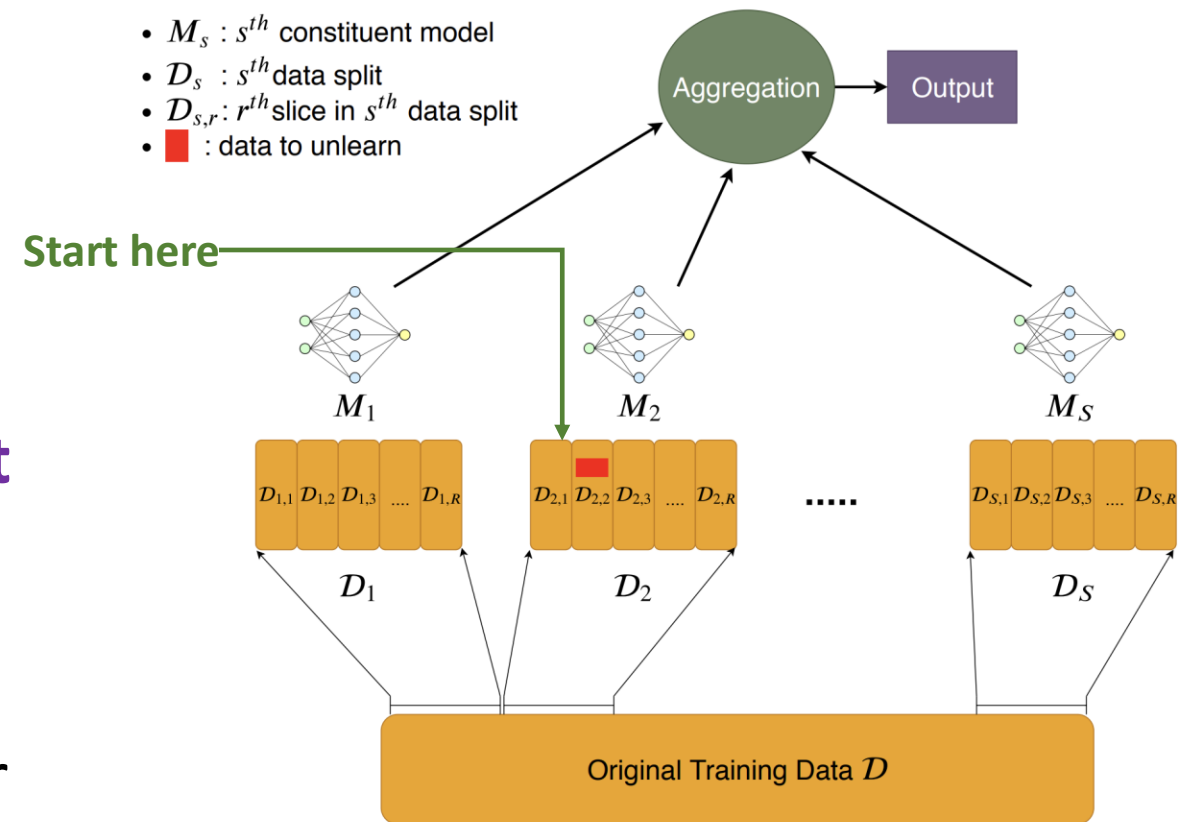 • M_s : s^th constituent model
• 𝒟_s : s^th data split
• 𝒟_s,r : r^th slice in s^th data split
• : data to unlearn
Aggregation
Output
Start here
M_1
M_2
M_S
t
𝒟_1,1 𝒟_1,2 𝒟_1,3 .... 𝒟_1,R
𝒟_2,1 𝒟_2,2 𝒟_2,3 .... 𝒟_2,R
.....
𝒟_S,1 𝒟_S,2 𝒟_S,3 .... 𝒟_S,R
𝒟_1
𝒟_2
𝒟_S
Original Training Data 𝒟